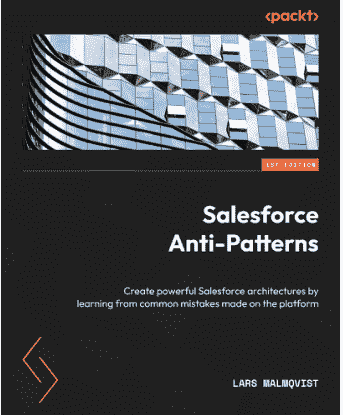 <packt>
1ST EDITION
Salesforce
Anti-Patterns
Create powerful Salesforce architectures by
learning from common mistakes made on the platform
LARS MALMQVIST